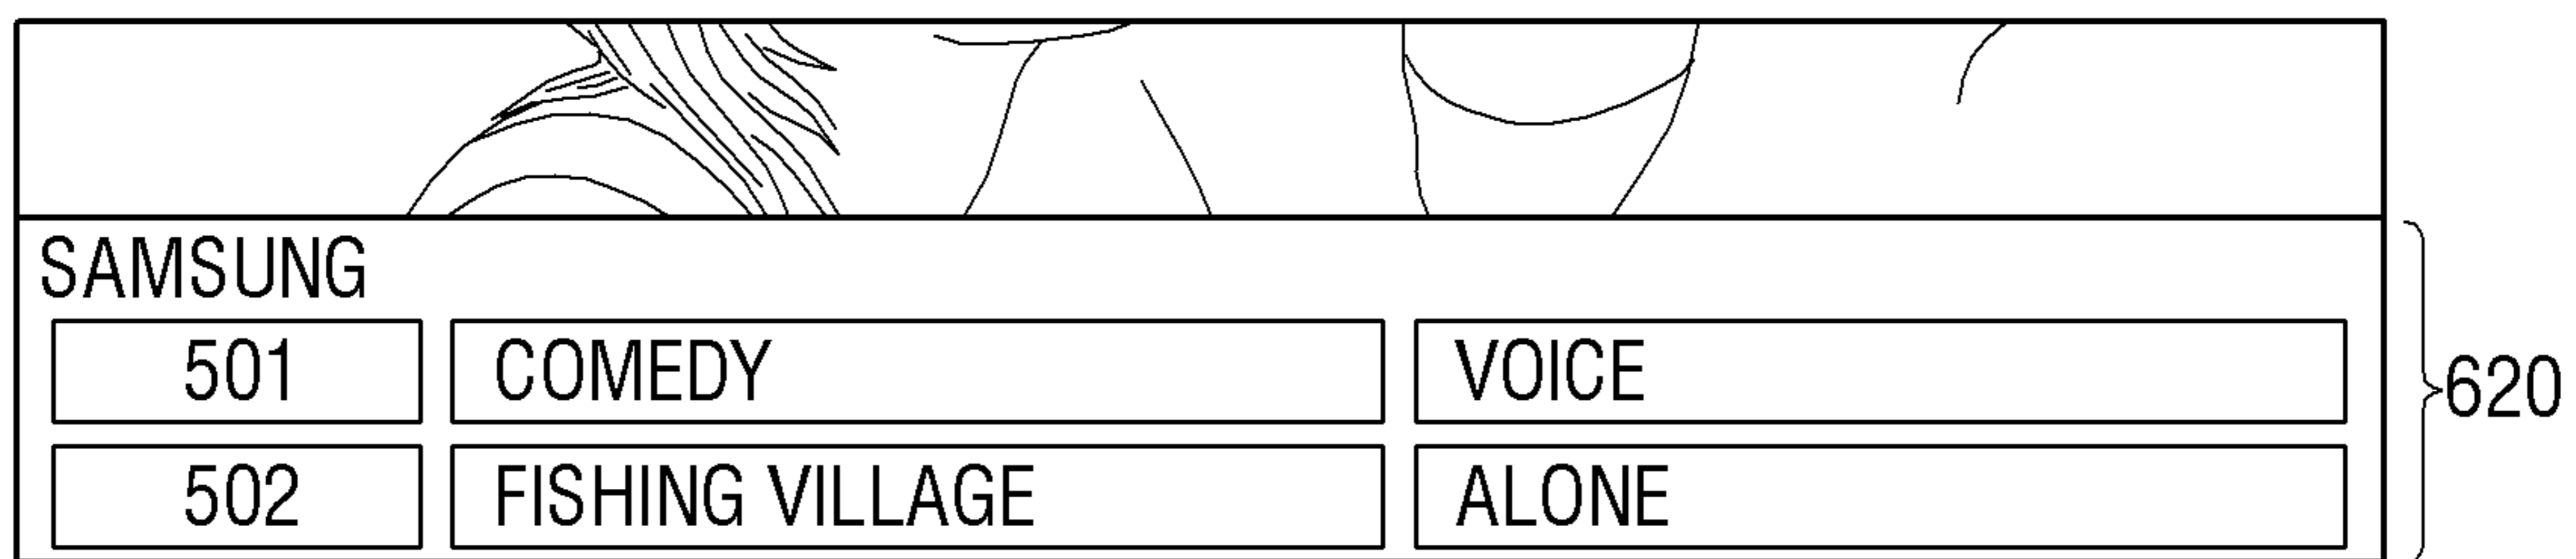 SAMSUNG
501 COMEDY VOICE
620
502 FISHING VILLAGE ALONE